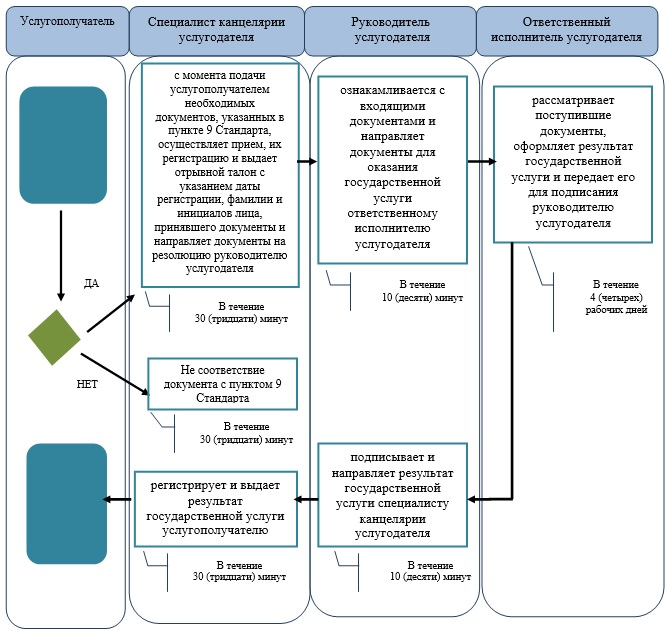 Услугополучатель
Специалист канцелярии
услугодателя
Руководитель
услугодателя
Ответственный
исполнитель услугодателя
с момента подачи
услугополучателем
необходимых
документов, указанных в
пункте 9 Стандарта,
осуществляет прием, их
регистрацию и выдает
отрывной талон с
указанием даты
регистрации, фамилии и
инициалов лица,
принявшего документы и
направляет документы на
резолюцию руководителю
услугодателя
ознакамливается с
входящими
документами и
направляет
документы для
оказания
государственной
услуги
ответственному
исполнителю
услугодателя
рассматривает
поступившие
документы,
оформляет результат
государственной
услуги и передает его
для подписания
руководителю
услугодателя
ДА
В течение
30 (тридцати) минут
В течение
10 (десяти) минут
В течение
4 (четырех)
рабочих дней
НЕТ
Не соответствие
документа с пунктом 9
Стандарта
В течение
30 (тридцати) минут
регистрирует и выдает
результат
государственной услуги
услугополучателю
подписывает и
направляет результат
государственной
услуги специалисту
канцелярии
услугодателя
В течение
30 (тридцати) минут
В течение
10 (десяти) минут